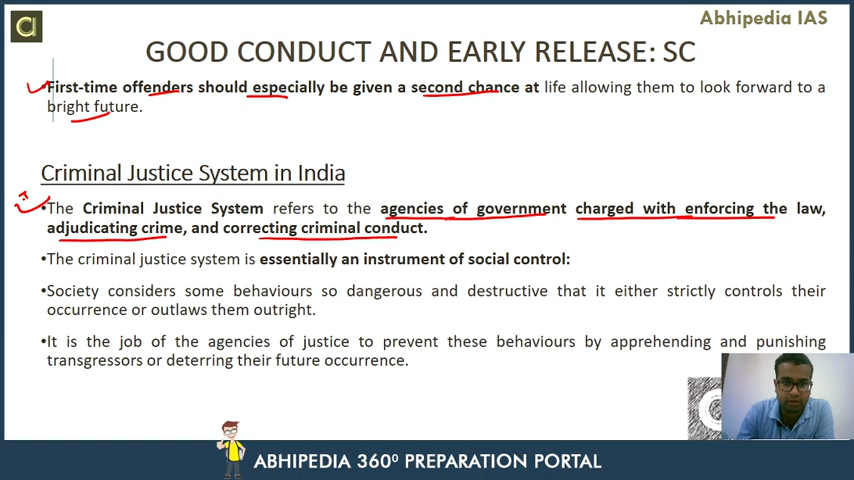 Abhipedia IAS
GOOD CONDUCT AND EARLY RELEASE: SC
•First-time offenders should especially be given a second chance at life allowing them to look forward to a
bright future.
Criminal Justice System in India
•The Criminal Justice System refers to the agencies of government charged with enforcing the law,
adjudicating crime, and correcting criminal conduct.
•The criminal justice system is essentially an instrument of social control:
•Society considers some behaviours so dangerous and destructive that it either strictly controls their
occurrence or outlaws them outright.
•It is the job of the agencies of justice to prevent these behaviours by apprehending and punishing
transgressors or deterring their future occurrence.
ABHIPEDIA 360⁰ PREPARATION PORTAL